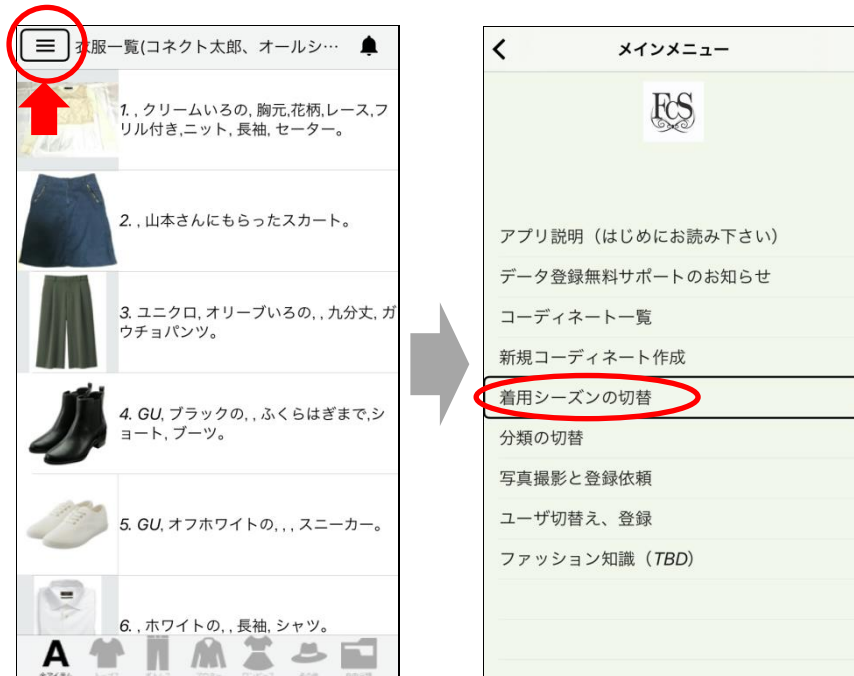 衣服一覧(コネクト太郎、オールシ…
1. , クリームいろの, 胸元,花柄,レース,フ
リル付き,ニット, 長袖, セーター。
2. , 山本さんにもらったスカート。
3. ユニクロ, オリーブいろの, , 九分丈, ガ
ウチョパンツ。
4. GU, ブラックの, , ふくらはぎまで,シ
ョート, ブーツ。
5. GU, オフホワイトの, , , スニーカー。
6. , ホワイトの, , 長袖, シャツ。
A
メインメニュー
FCS
アプリ説明（はじめにお読み下さい）
データ登録無料サポートのお知らせ
コーディネート一覧
新規コーディネート作成
着用シーズンの切替
分類の切替
写真撮影と登録依頼
ユーザ切替え、登録
ファッション知識（TBD）